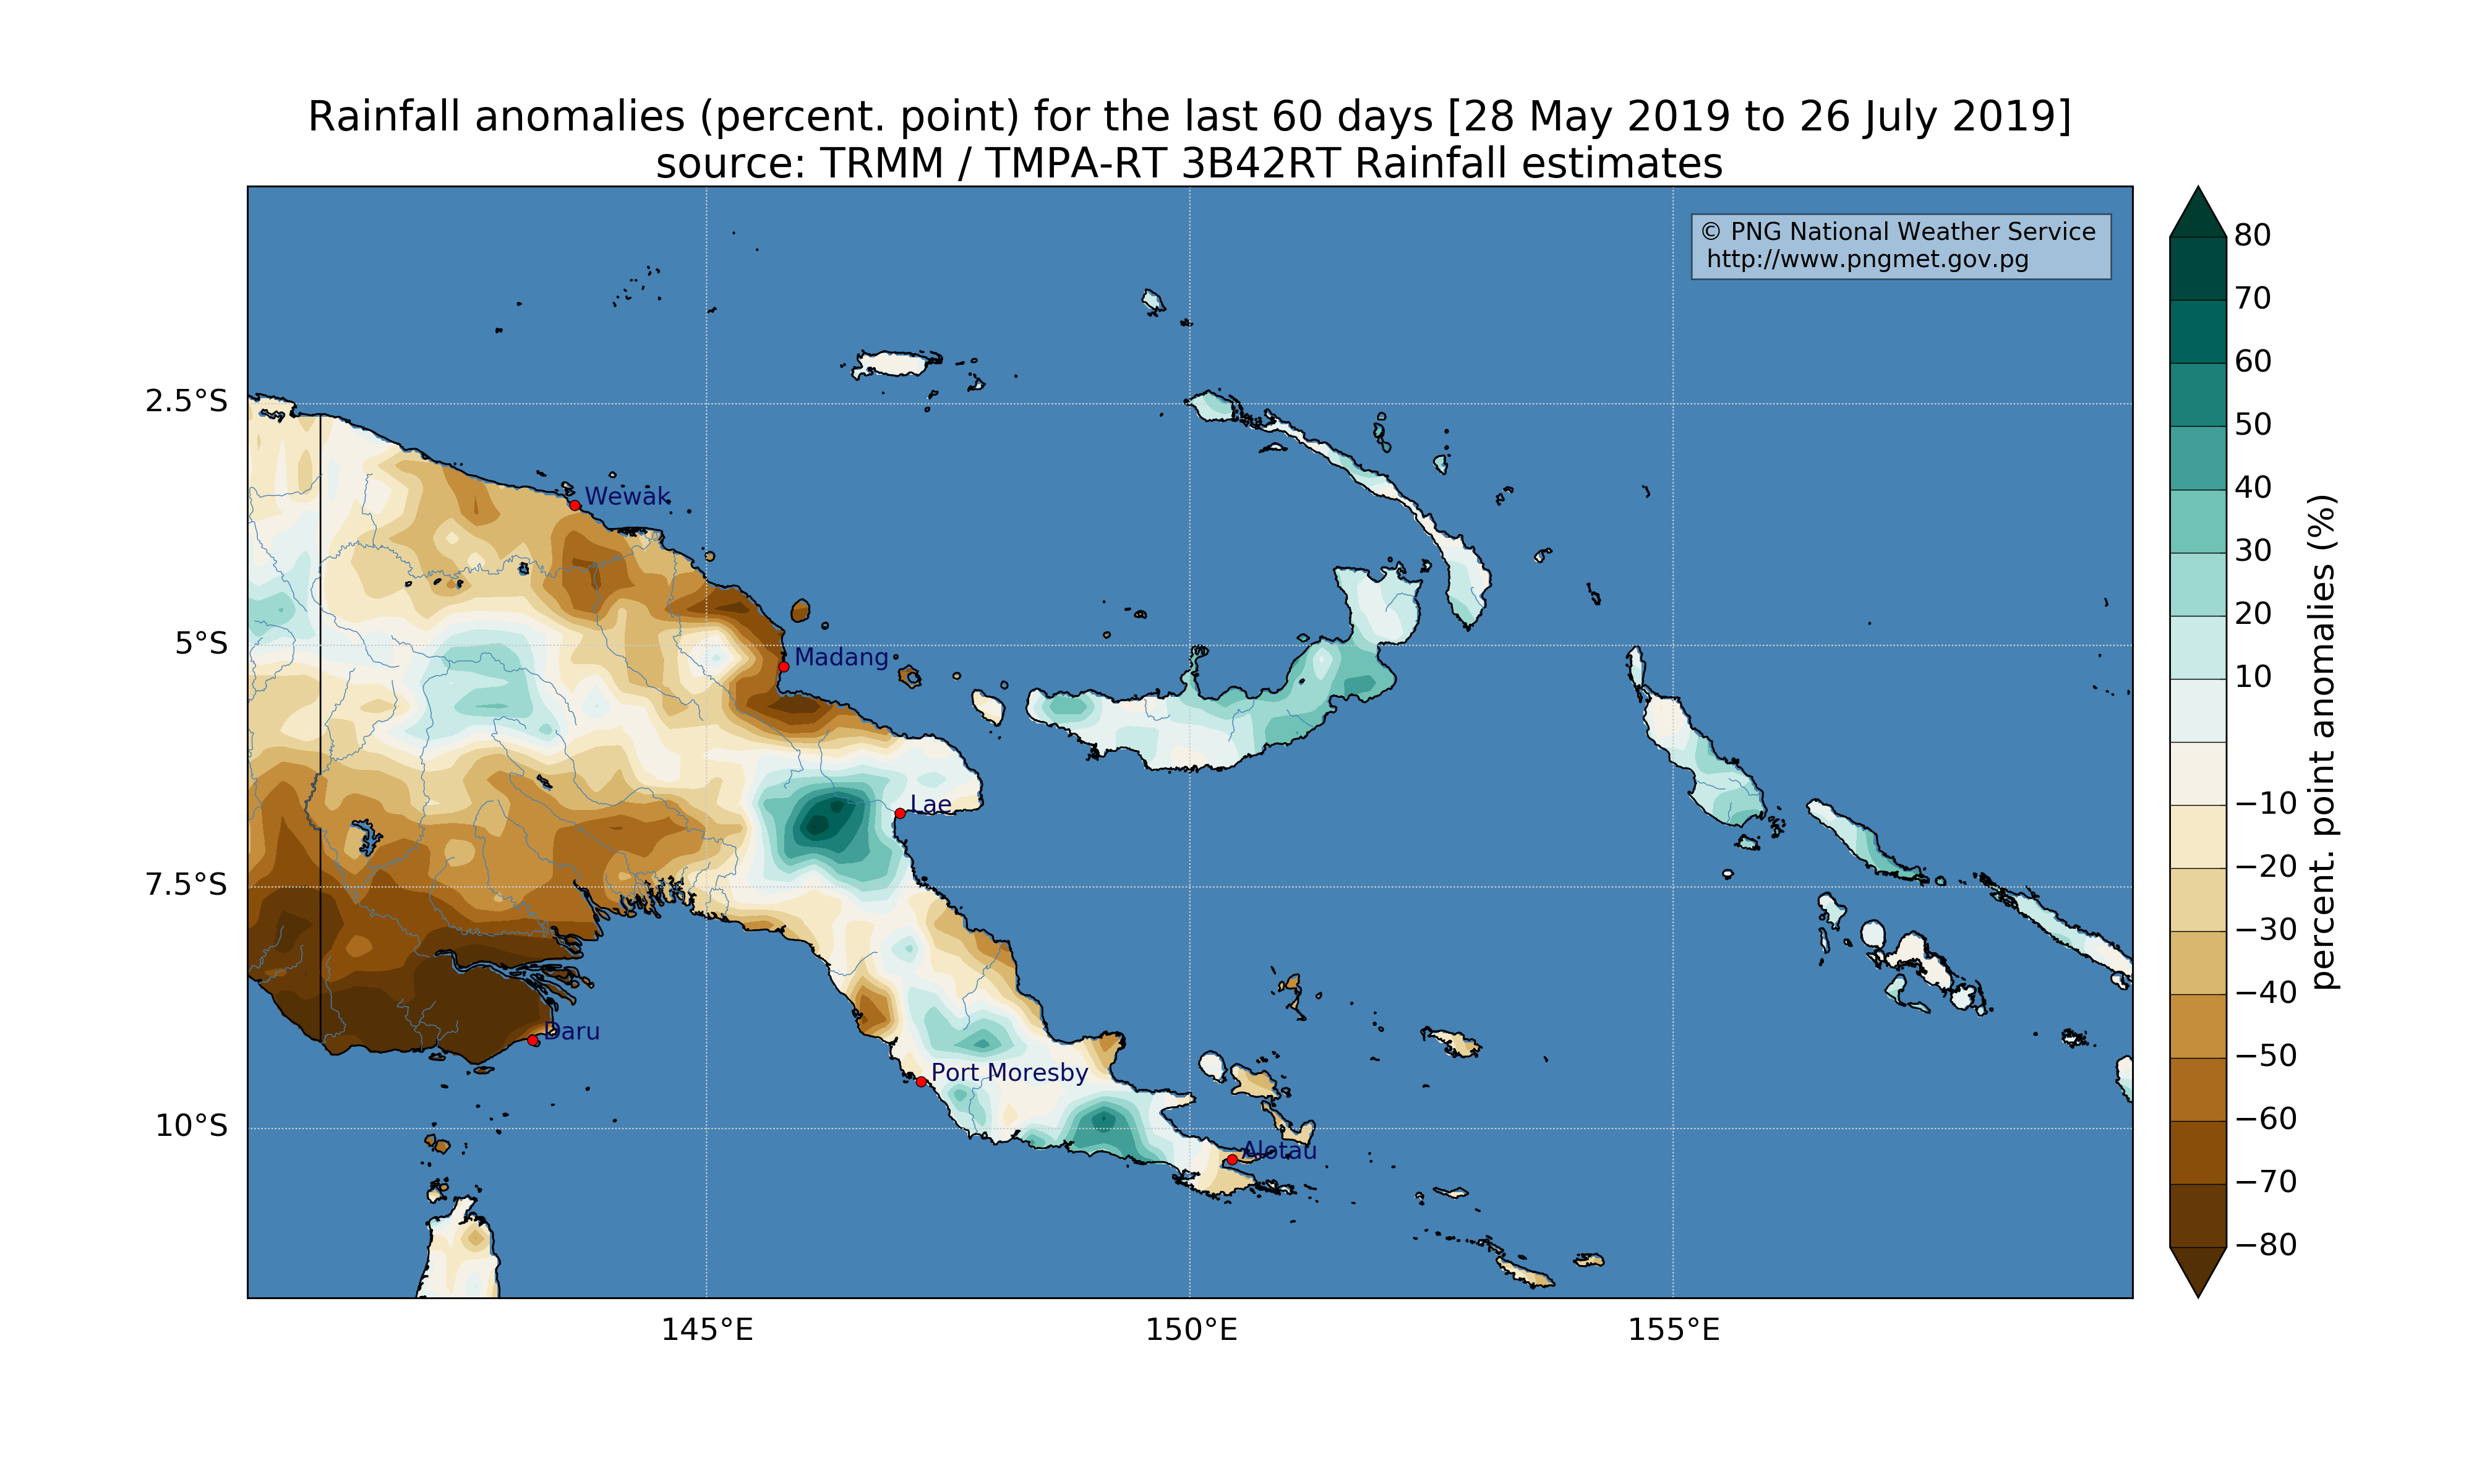 Rainfall anomalies (percent. point) for the last 60 days [28 May 2019 to 26 July 2019]
source: TRMM / TMPA-RT 3B42RT Rainfall estimates
© PNG National Weather Service
http://www.pngmet.gov.pg
2.5°S
5°S
7.5°S
10°S
145°E
150°E
155°E
Wewak
Madang
Lae
Daru
Port Moresby
Alotau
80
70
60
50
40
30
20
10
−10
−20
−30
−40
−50
−60
−70
−80
percent. point anomalies (%)